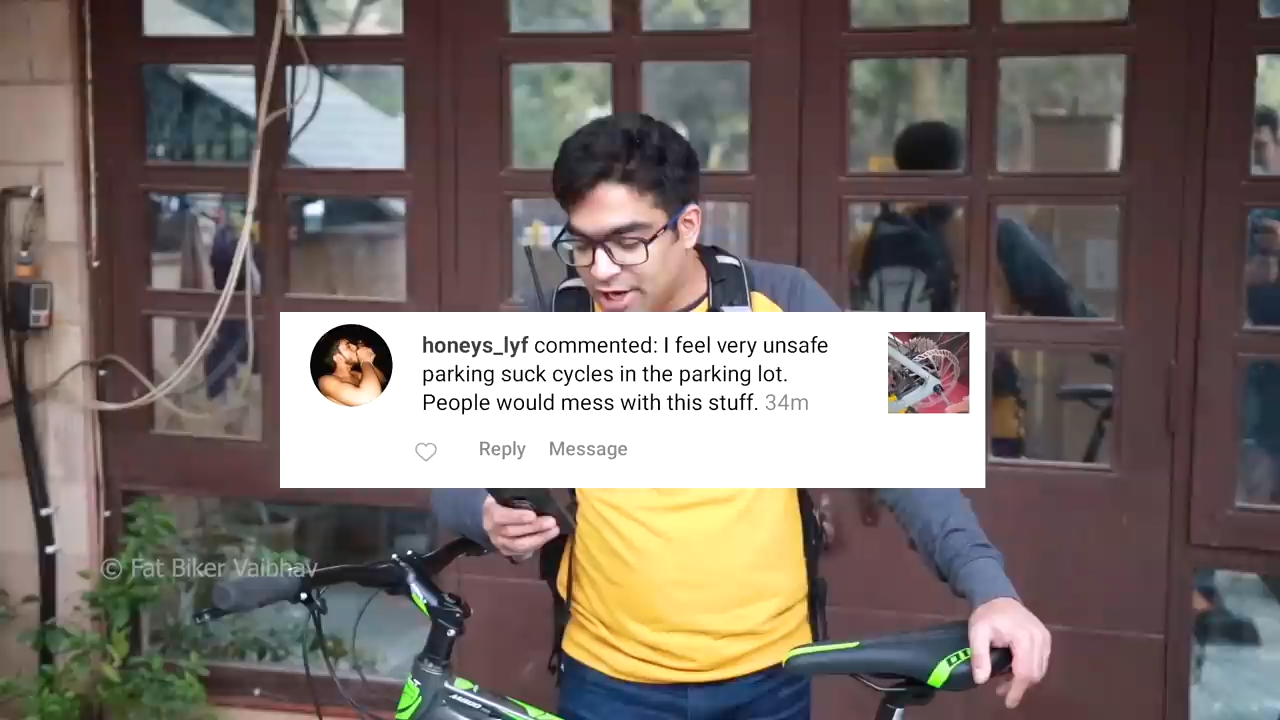 honeys_lyf commented: I feel very unsafe
parking suck cycles in the parking lot.
People would mess with this stuff. 34m
Reply Message
© Fat Biker Vaibhav